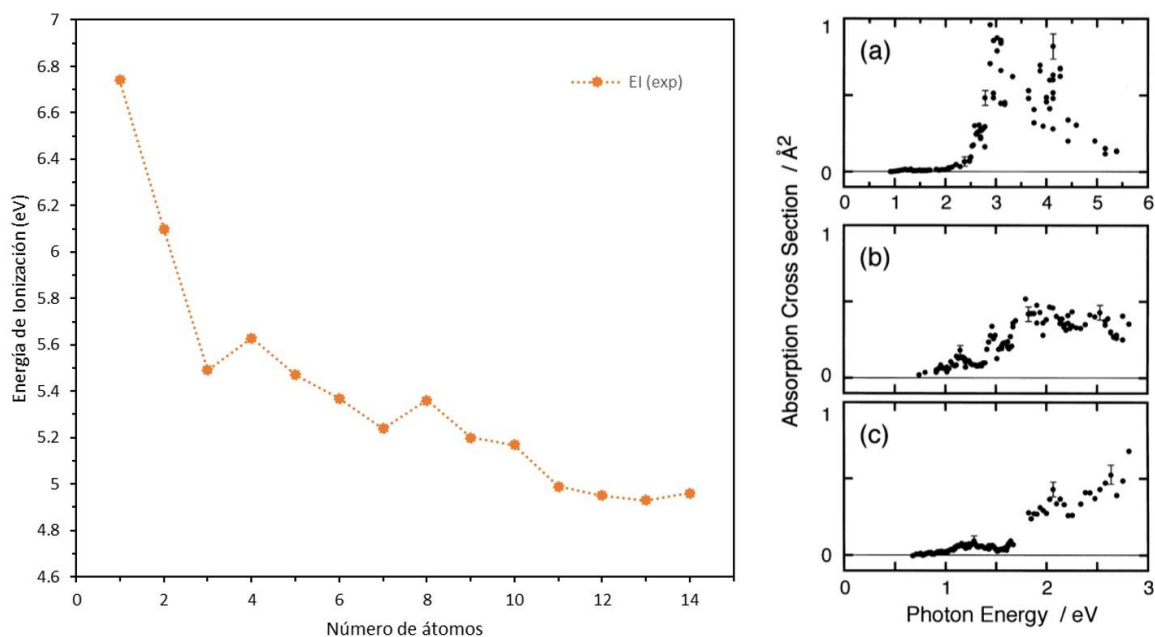 7
6.8
6.6
6.4
6.2
6
5.8
5.6
5.4
5.2
5
4.8
4.6
0 2 4 6 8 10 12 14
Energía de Ionización (eV)
Número de átomos
EI (exp)
Absorption Cross Section / Å²
(a)
1
0
0 1 2 3 4 5 6
(b)
1
0
(c)
1
0
0 1 2 3
Photon Energy / eV